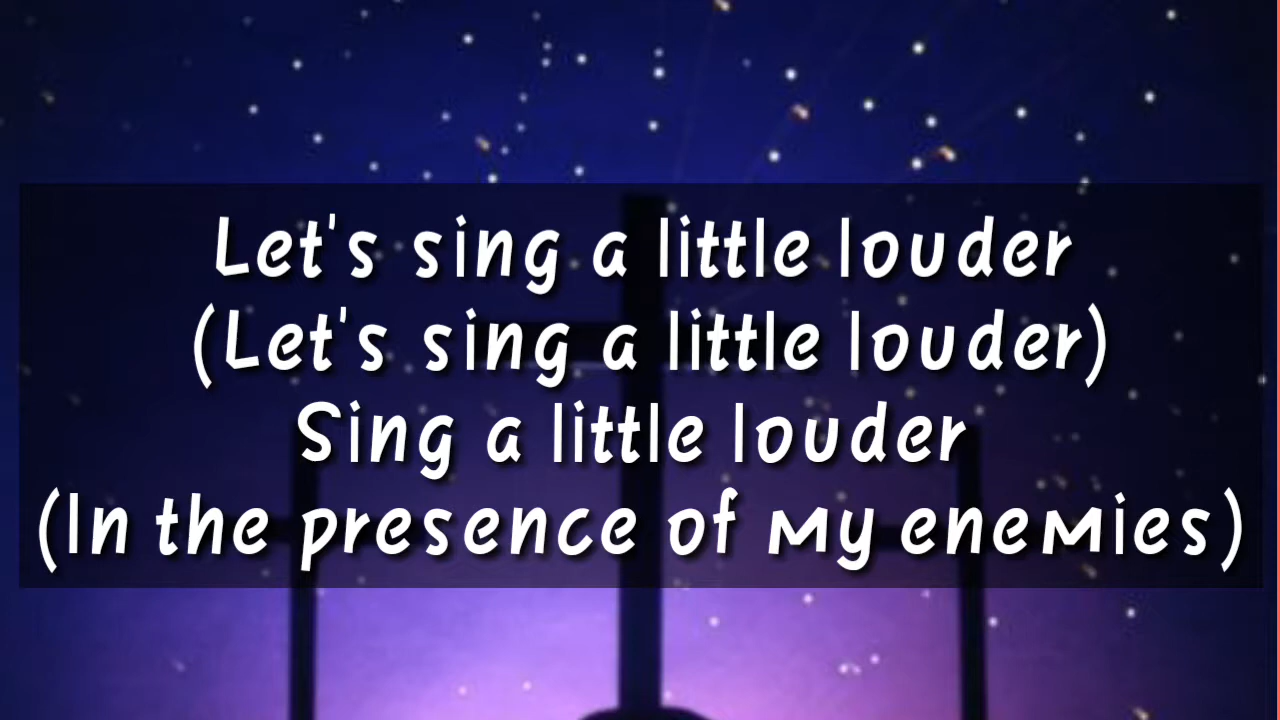 Let's sing a little louder
(Let's sing a little louder)
Sing a little louder
(In the presence of my enemies)